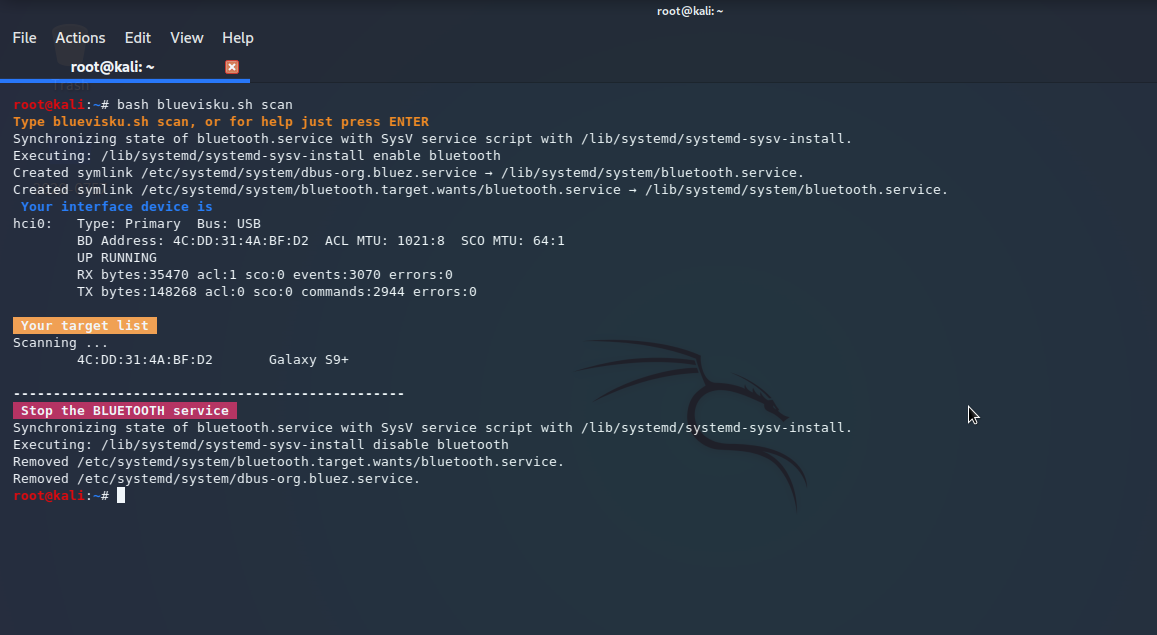 root@kali: ~
File Actions Edit View Help
root@kali: ~
Trash
root@kali:~# bash bluevisku.sh scan
Type bluevisku.sh scan, or for help just press ENTER
Synchronizing state of bluetooth.service with SysV service script with /lib/systemd/systemd-sysv-install.
Executing: /lib/systemd/systemd-sysv-install enable bluetooth
Created symlink /etc/systemd/system/dbus-org.bluez.service → /lib/systemd/system/bluetooth.service.
Created symlink /etc/systemd/system/bluetooth.target.wants/bluetooth.service → /lib/systemd/system/bluetooth.service.
Your interface device is
hci0:   Type: Primary  Bus: USB
        BD Address: 4C:DD:31:4A:BF:D2  ACL MTU: 1021:8  SCO MTU: 64:1
        UP RUNNING
        RX bytes:35470 acl:1 sco:0 events:3070 errors:0
        TX bytes:148268 acl:0 sco:0 commands:2944 errors:0
Your target list
Scanning ...
        4C:DD:31:4A:BF:D2       Galaxy S9+
-------------------------------------------------
Stop the BLUETOOTH service
Synchronizing state of bluetooth.service with SysV service script with /lib/systemd/systemd-sysv-install.
Executing: /lib/systemd/systemd-sysv-install disable bluetooth
Removed /etc/systemd/system/bluetooth.target.wants/bluetooth.service.
Removed /etc/systemd/system/dbus-org.bluez.service.
root@kali:~#